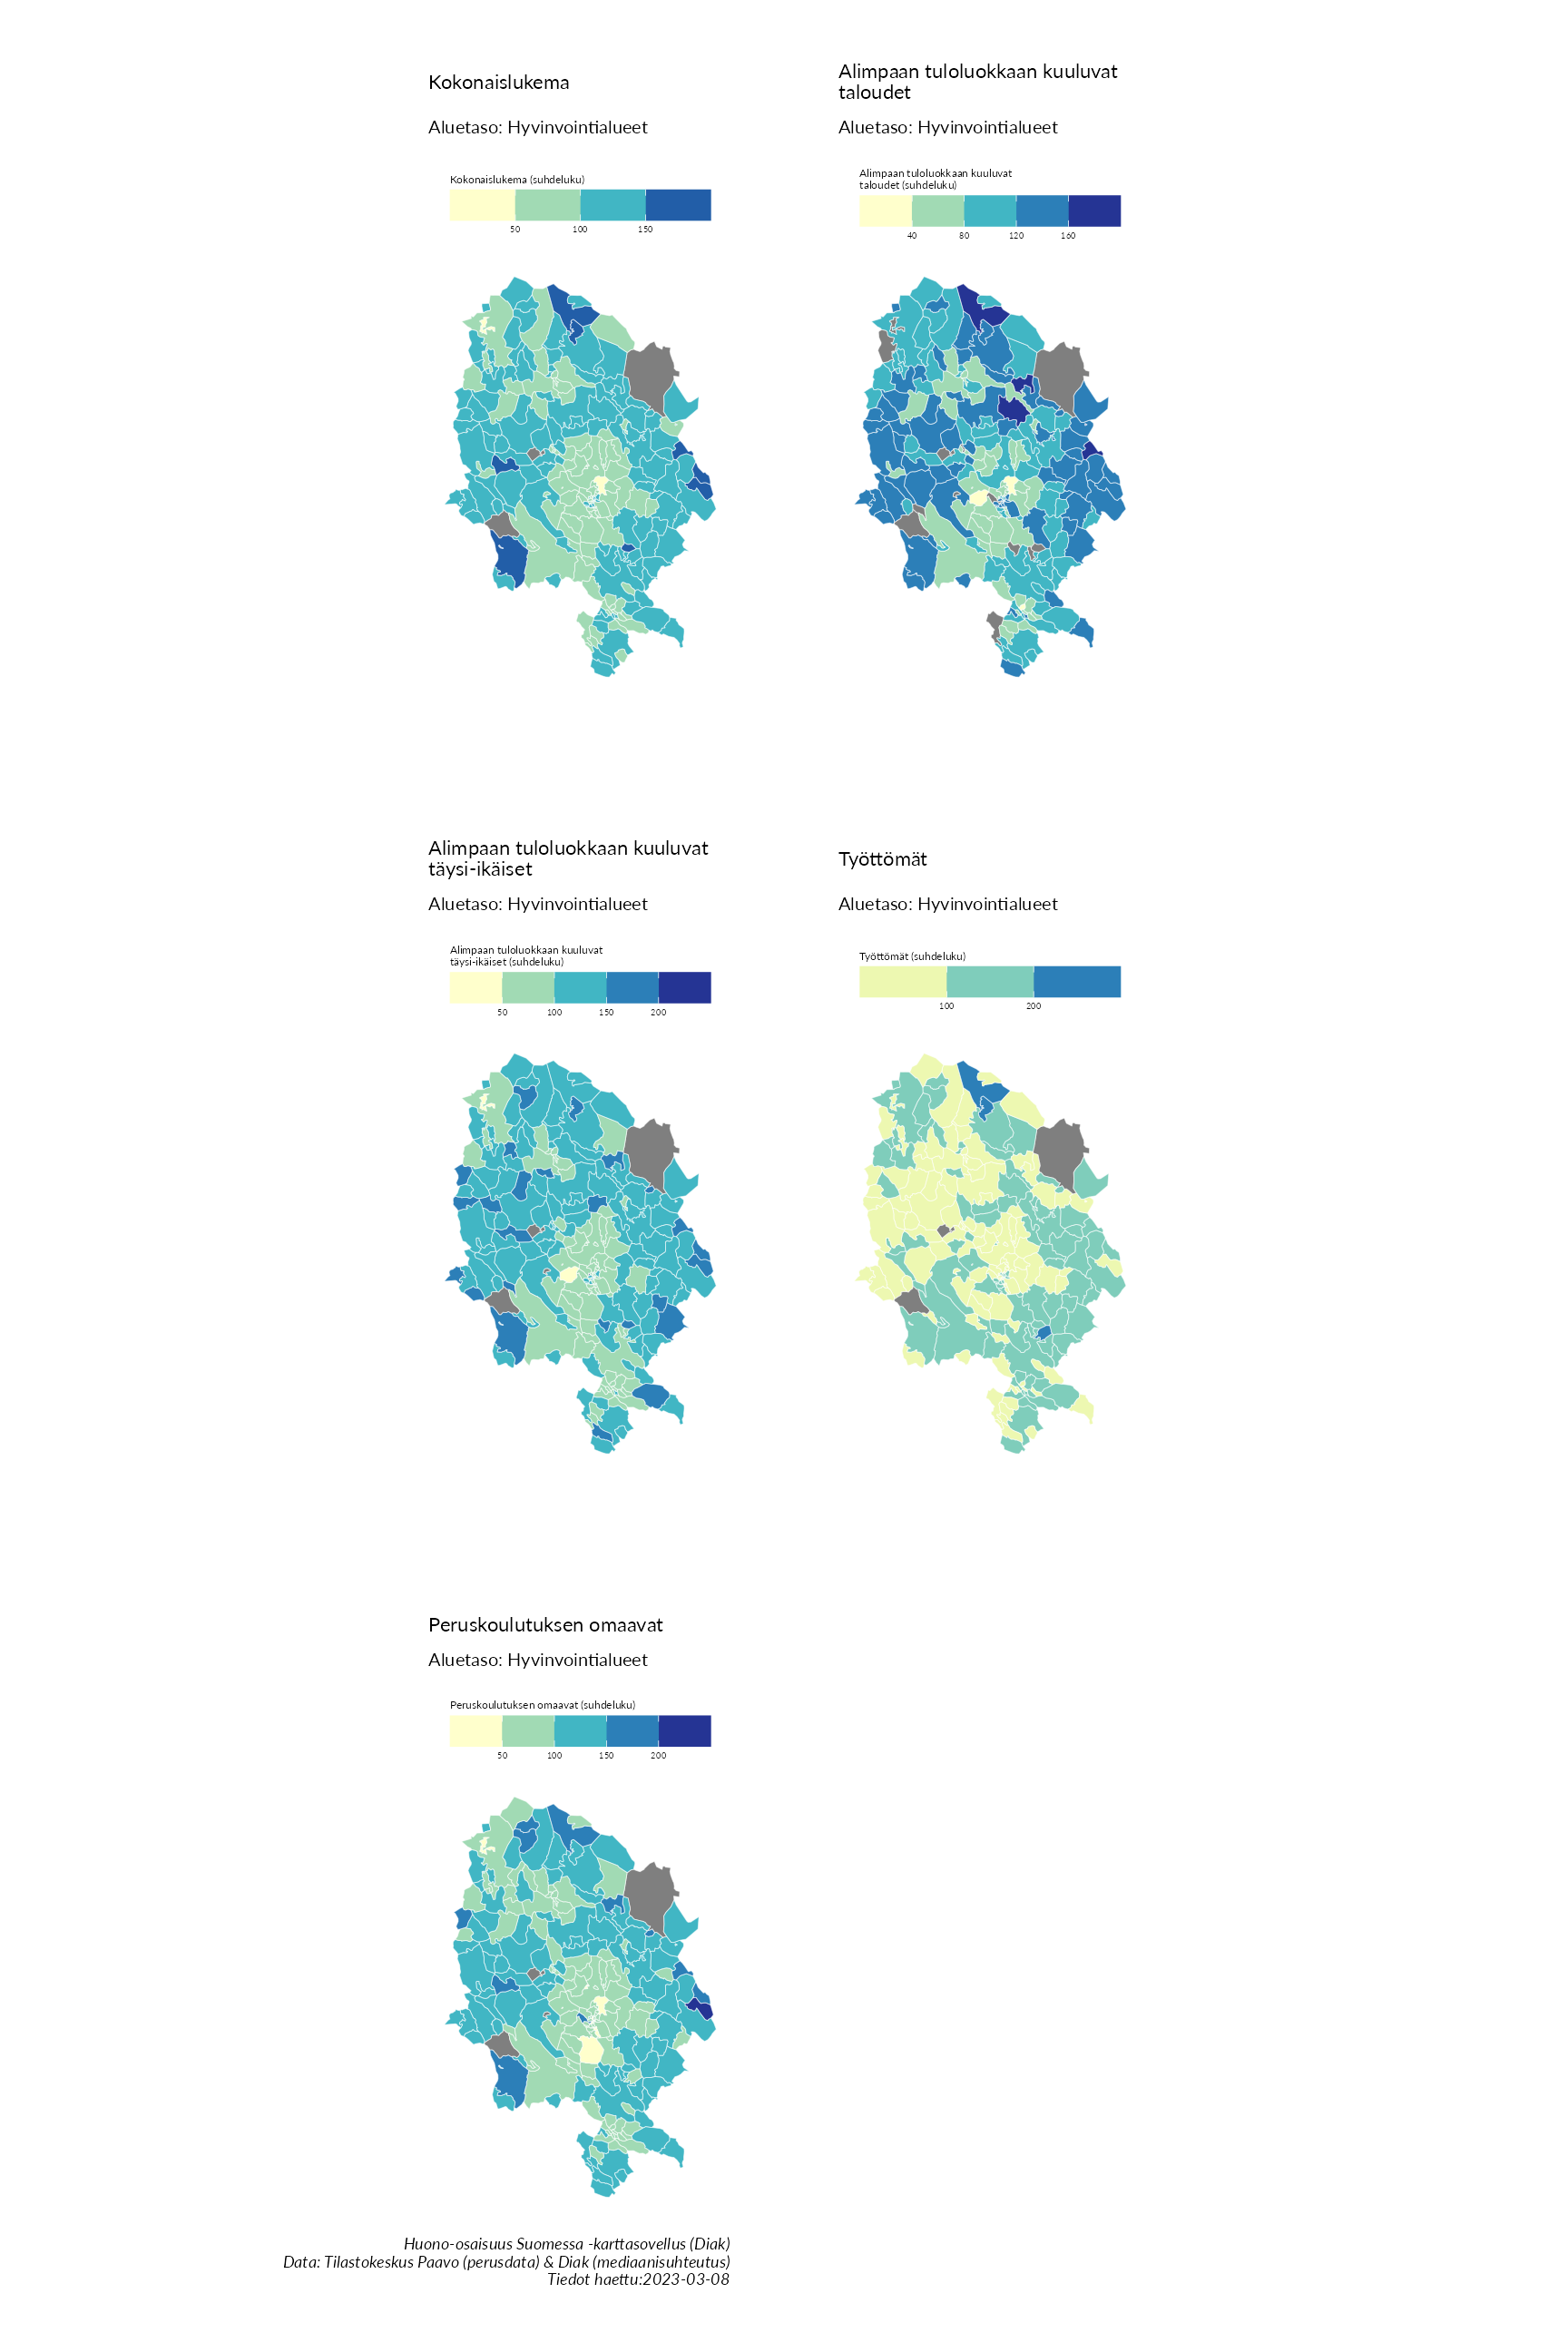 Kokonaislukema
Aluetaso: Hyvinvointialueet
Kokonaislukema (suhdeluku)
50 100 150
Alimpaan tuloluokkaan kuuluvat
taloudet
Aluetaso: Hyvinvointialueet
Alimpaan tuloluokkaan kuuluvat
taloudet (suhdeluku)
40 80 120 160
Alimpaan tuloluokkaan kuuluvat
täysi-ikäiset
Aluetaso: Hyvinvointialueet
Alimpaan tuloluokkaan kuuluvat
täysi-ikäiset (suhdeluku)
50 100 150 200
Työttömät
Aluetaso: Hyvinvointialueet
Työttömät (suhdeluku)
100 200
Peruskoulutuksen omaavat
Aluetaso: Hyvinvointialueet
Peruskoulutuksen omaavat (suhdeluku)
50 100 150 200
Huono-osaisuus Suomessa -karttasovellus (Diak)
Data: Tilastokeskus Paavo (perusdata) & Diak (mediaanisuhteutus)
Tiedot haettu:2023-03-08